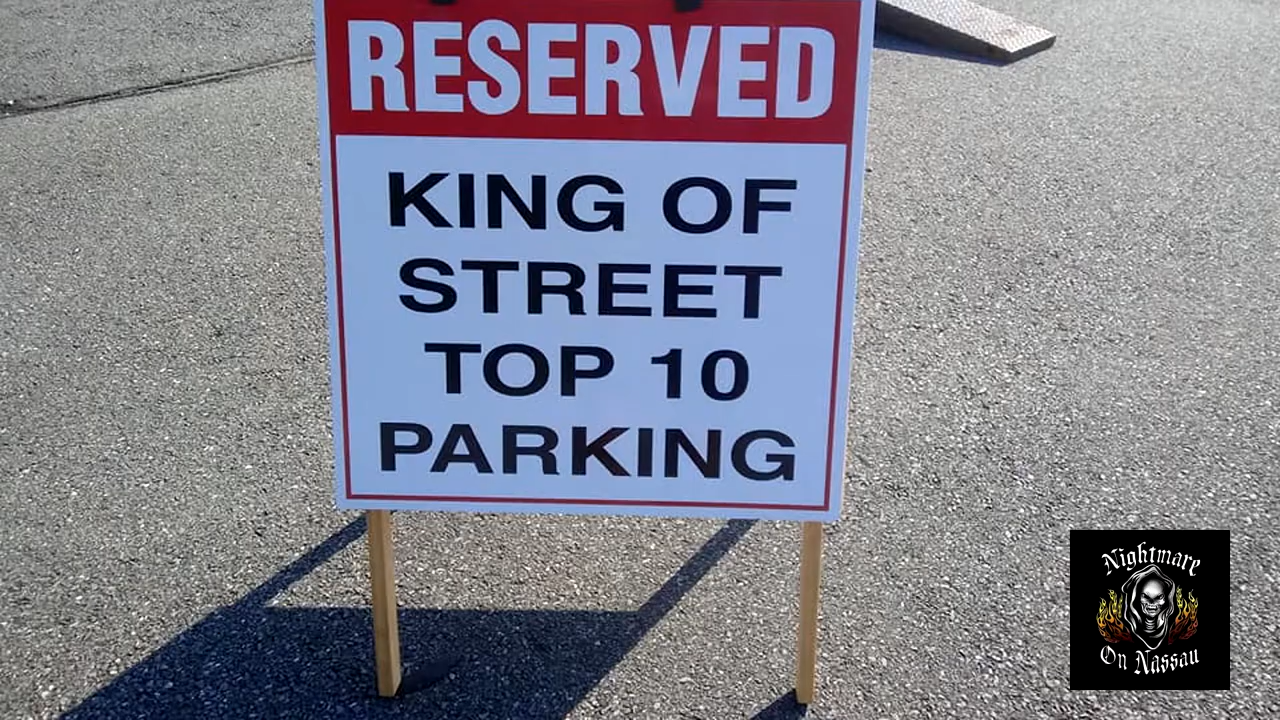 RESERVED
KING OF
STREET
TOP 10
PARKING
Nightmare
On Nassau